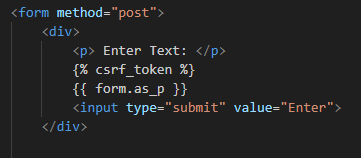 <form method="post">
<div>
<p> Enter Text: </p>
{% csrf_token %}
{{ form.as_p }}
<input type="submit" value="Enter">
</div>